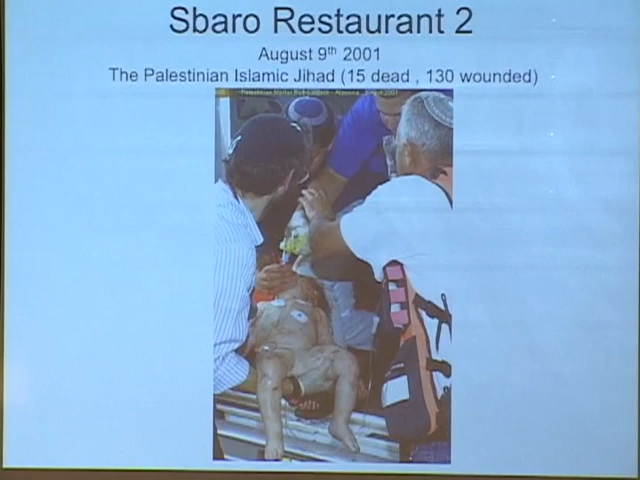 Sbaro Restaurant 2
August 9th 2001
The Palestinian Islamic Jihad (15 dead , 130 wounded)